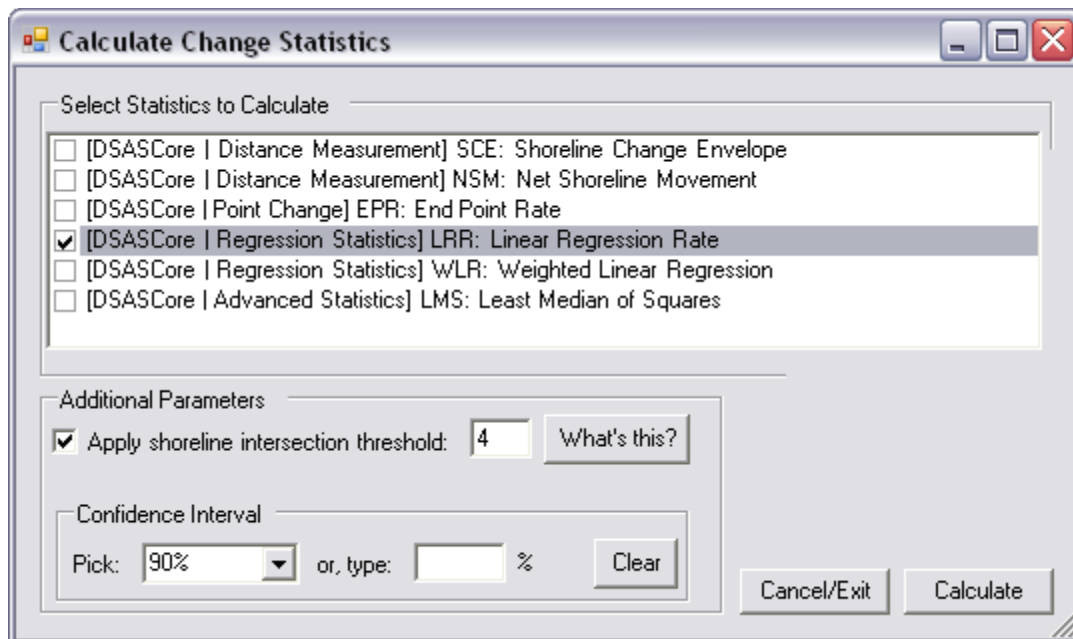 Calculate Change Statistics
Select Statistics to Calculate
[DSASCore | Distance Measurement] SCE: Shoreline Change Envelope
[DSASCore | Distance Measurement] NSM: Net Shoreline Movement
[DSASCore | Point Change] EPR: End Point Rate
[DSASCore | Regression Statistics] LRR: Linear Regression Rate
[DSASCore | Regression Statistics] WLR: Weighted Linear Regression
[DSASCore | Advanced Statistics] LMS: Least Median of Squares
Additional Parameters
Apply shoreline intersection threshold: 4 What's this?
Confidence Interval
Pick: 90% or, type: % Clear
Cancel/Exit Calculate